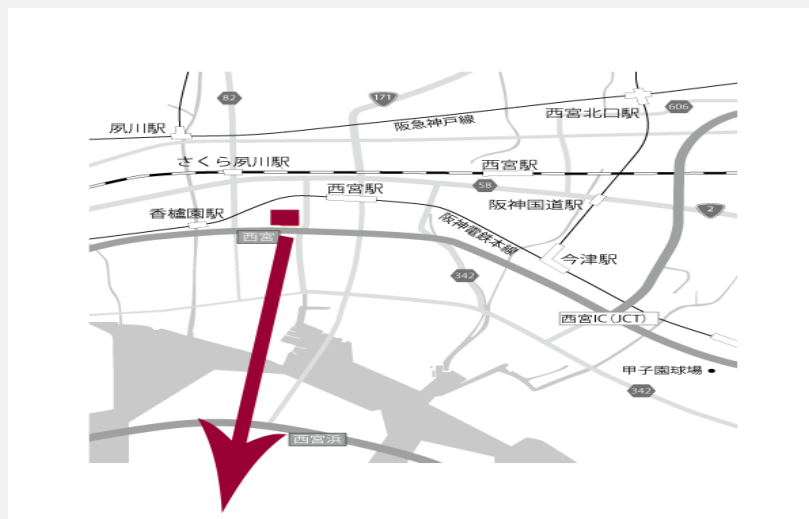 82
171
606
西宮北口駅
阪急神戸線
夙川駅
さくら夙川駅
西宮駅
58
西宮駅
阪神国道駅
2
香櫨園駅
西宮
阪神電鉄本線
今津駅
342
西宮IC(JCT)
甲子園球場
342
西宮浜